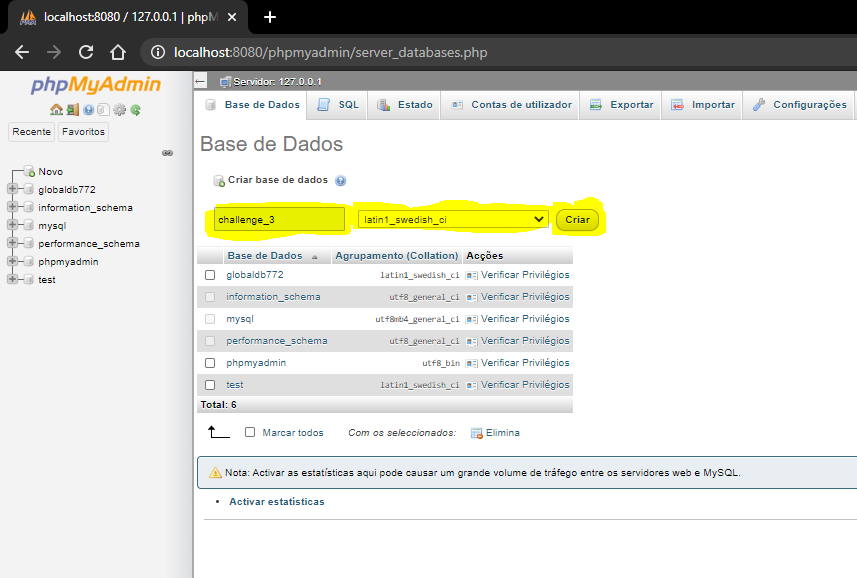 localhost:8080 / 127.0.0.1 | phpM
localhost:8080/phpmyadmin/server_databases.php
phpMyAdmin
Recente Favoritos
Novo
globaldb772
information_schema
mysql
performance_schema
phpmyadmin
test
Servidor: 127.0.0.1
Base de Dados SQL Estado Contas de utilizador Exportar Importar Configurações
Base de Dados
Criar base de dados
challenge_3 latin1_swedish_ci Criar
Base de Dados Agrupamento (Collation) Acções
globaldb772 latin1_swedish_ci Verificar Privilégios
information_schema utf8_general_ci Verificar Privilégios
mysql utf8mb4_general_ci Verificar Privilégios
performance_schema utf8_general_ci Verificar Privilégios
phpmyadmin utf8_bin Verificar Privilégios
test latin1_swedish_ci Verificar Privilégios
Total: 6
Marcar todos Com os seleccionados: Elimina
Nota: Activar as estatísticas aqui pode causar um grande volume de tráfego entre os servidores web e MySQL.
• Activar estatísticas